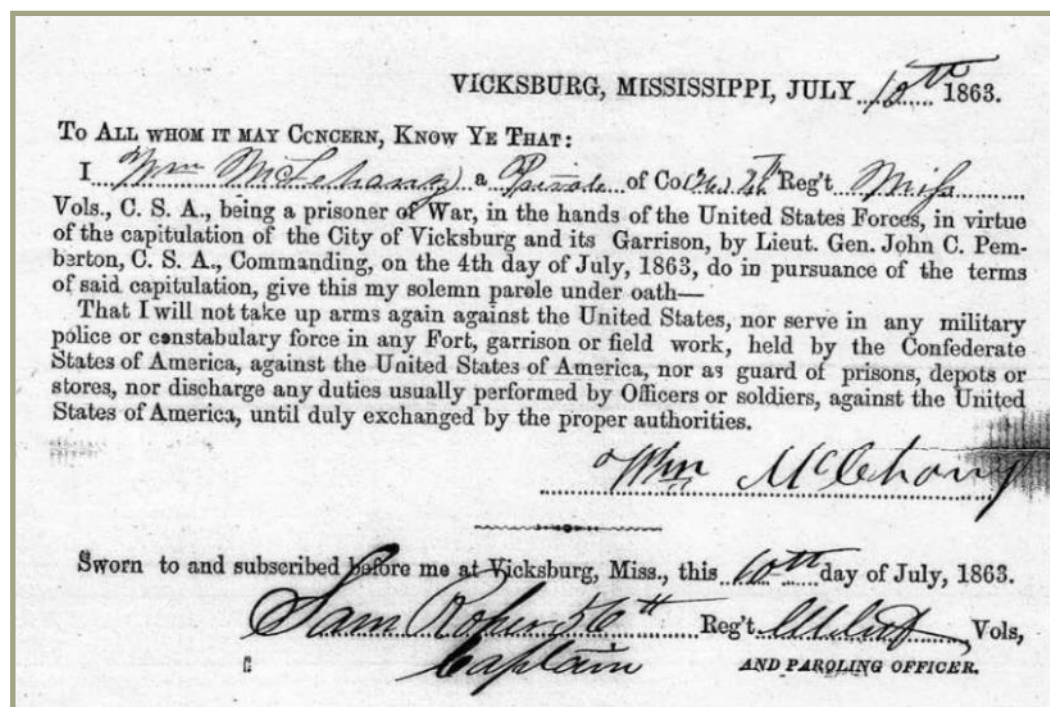 VICKSBURG, MISSISSIPPI, JULY 10th 1863.
TO ALL WHOM IT MAY CONCERN, KNOW YE THAT:
I Wm a Private of Co Reg't Miss
Vols., C. S. A., being a prisoner of War, in the hands of the United States Forces, in virtue
of the capitulation of the City of Vicksburg and its Garrison, by Lieut. Gen. John C. Pem-
berton, C. S. A., Commanding, on the 4th day of July, 1863, do in pursuance of the terms
of said capitulation, give this my solemn parole under oath—
That I will not take up arms again against the United States, nor serve in any military
police or constabulary force in any Fort, garrison or field work, held by the Confederate
States of America, against the United States of America, nor as guard of prisons, depots or
stores, nor discharge any duties usually performed by Officers or soldiers, against the United
States of America, until duly exchanged by the proper authorities.
Wm
Sworn to and subscribed before me at Vicksburg, Miss., this 10th day of July, 1863.
Sam Reg't Vols,
Captain AND PAROLING OFFICER.